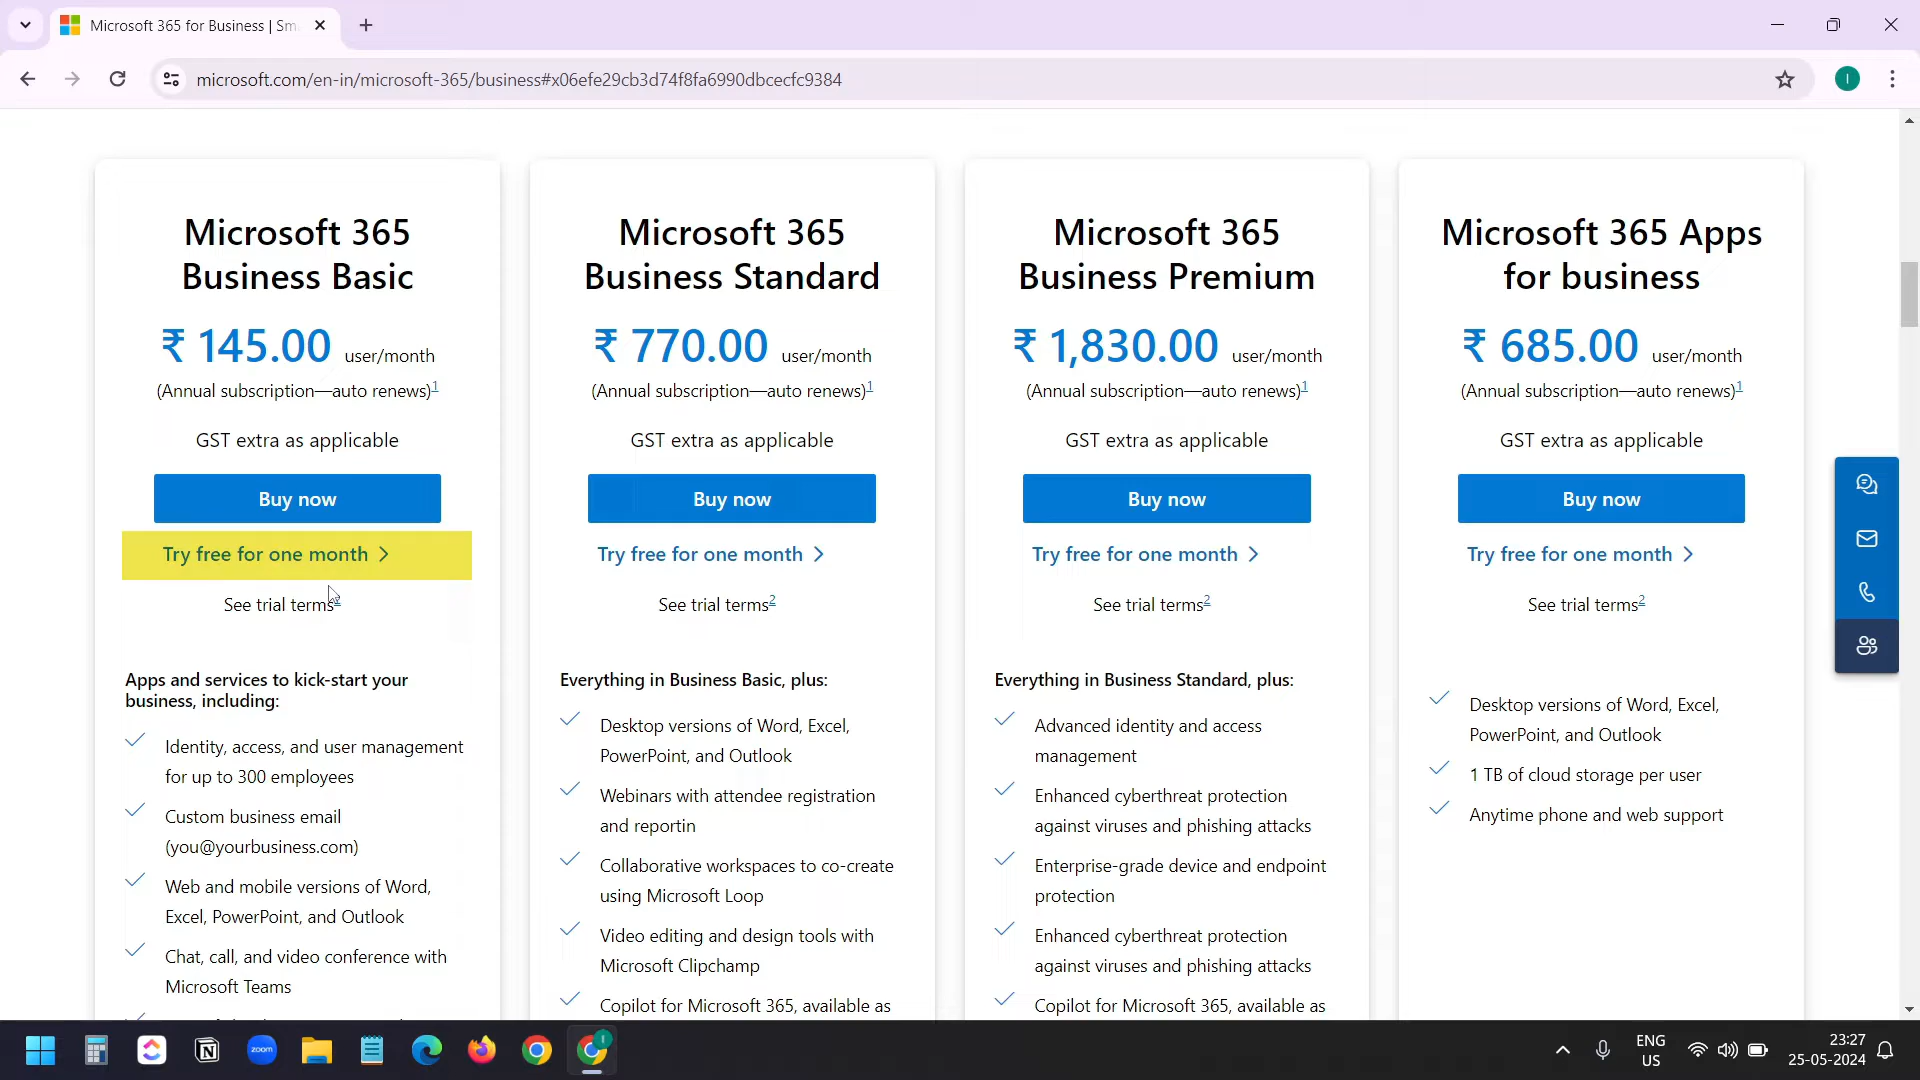 Microsoft 365 for Business | Sm
microsoft.com/en-in/microsoft-365/business#x06efe29cb3d74f8fa6990dbcecfc9384
I
Microsoft 365
Business Basic
₹ 145.00 user/month
(Annual subscription—auto renews)1
GST extra as applicable
Buy now
Try free for one month
See trial terms2
Apps and services to kick-start your
business, including:
Identity, access, and user management
for up to 300 employees
Custom business email
(you@yourbusiness.com)
Web and mobile versions of Word,
Excel, PowerPoint, and Outlook
Chat, call, and video conference with
Microsoft Teams
Microsoft 365
Business Standard
₹ 770.00 user/month
(Annual subscription—auto renews)1
GST extra as applicable
Buy now
Try free for one month
See trial terms2
Everything in Business Basic, plus:
Desktop versions of Word, Excel,
PowerPoint, and Outlook
Webinars with attendee registration
and reportin
Collaborative workspaces to co-create
using Microsoft Loop
Video editing and design tools with
Microsoft Clipchamp
Copilot for Microsoft 365, available as
Microsoft 365
Business Premium
₹ 1,830.00 user/month
(Annual subscription—auto renews)1
GST extra as applicable
Buy now
Try free for one month
See trial terms2
Everything in Business Standard, plus:
Advanced identity and access
management
Enhanced cyberthreat protection
against viruses and phishing attacks
Enterprise-grade device and endpoint
protection
Enhanced cyberthreat protection
against viruses and phishing attacks
Copilot for Microsoft 365, available as
Microsoft 365 Apps
for business
₹ 685.00 user/month
(Annual subscription—auto renews)1
GST extra as applicable
Buy now
Try free for one month
See trial terms2
Desktop versions of Word, Excel,
PowerPoint, and Outlook
1 TB of cloud storage per user
Anytime phone and web support
zoom
I
ENG
US
23:27
25-05-2024